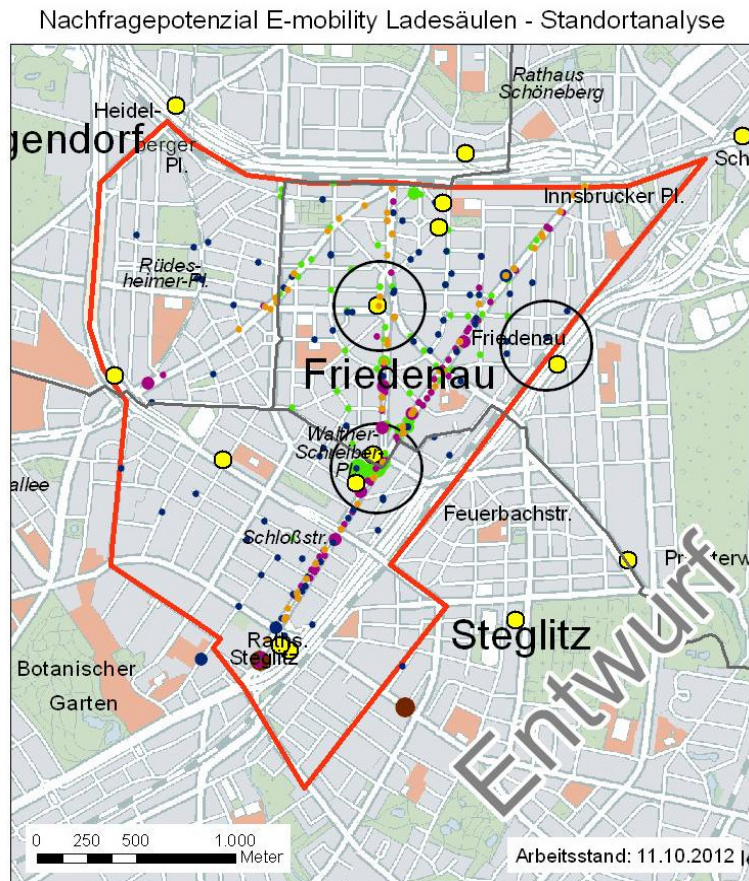 Nachfragepotenzial E-mobility Ladesäulen - Standortanalyse
Rathaus
Schöneberg
Heidel-
gendorf
berger
Pl.
Sch
Innsbrucker Pl.
Rüdes-
heimer-Pl.
Friedenau
Friedenau
Walther-
Schreiber-
Pl.
allee
Feuerbachstr.
Schloßstr.
Steglitz
Raths.
Steglitz
Botanischer
Garten
Entwurf
0 250 500 1.000
Meter
Arbeitsstand: 11.10.2012